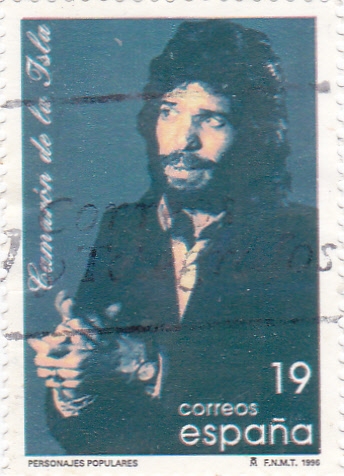 Camarón de la Isla
19
correos
españa
PERSONAJES POPULARES
F.N.M.T. 1996